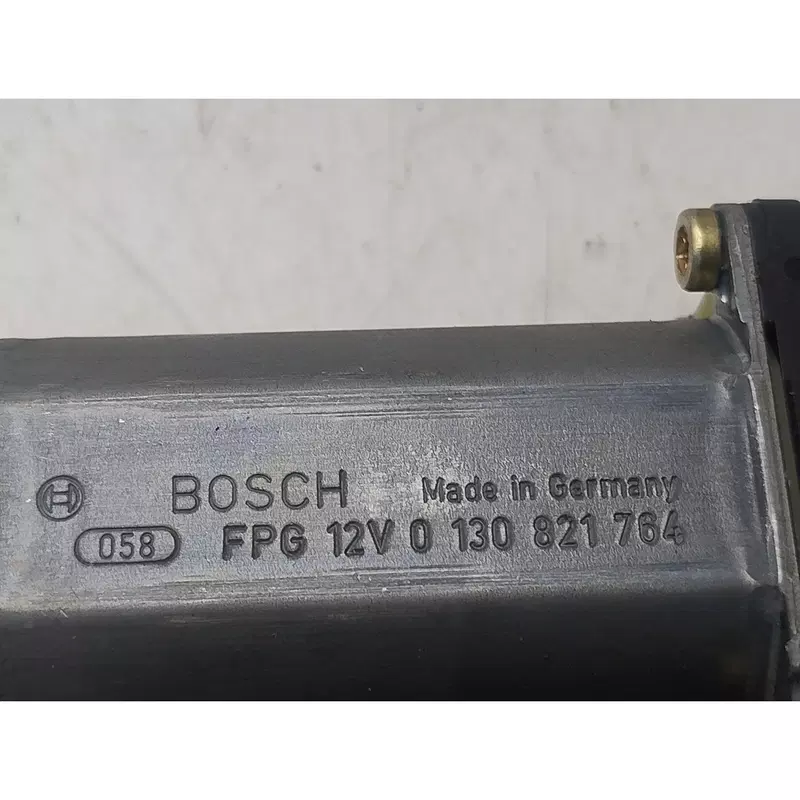 BOSCH Made in Germany
058 FPG 12V 0 130 821 764